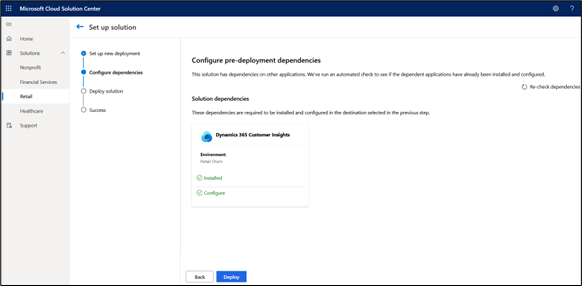 Microsoft Cloud Solution Center
?
Set up solution
Home
Solutions
Nonprofit
Financial Services
Retail
Healthcare
Support
Set up new deployment
Configure dependencies
Deploy solution
Success
Configure pre-deployment dependencies
This solution has dependencies on other applications. We've run an automated check to see if the dependent applications have already been installed and configured.
Re-check dependencies
Solution dependencies
These dependencies are required to be installed and configured in the destination selected in the previous step.
Dynamics 365 Customer Insights
Environment:
Retail Churn
Installed
Configure
Back
Deploy